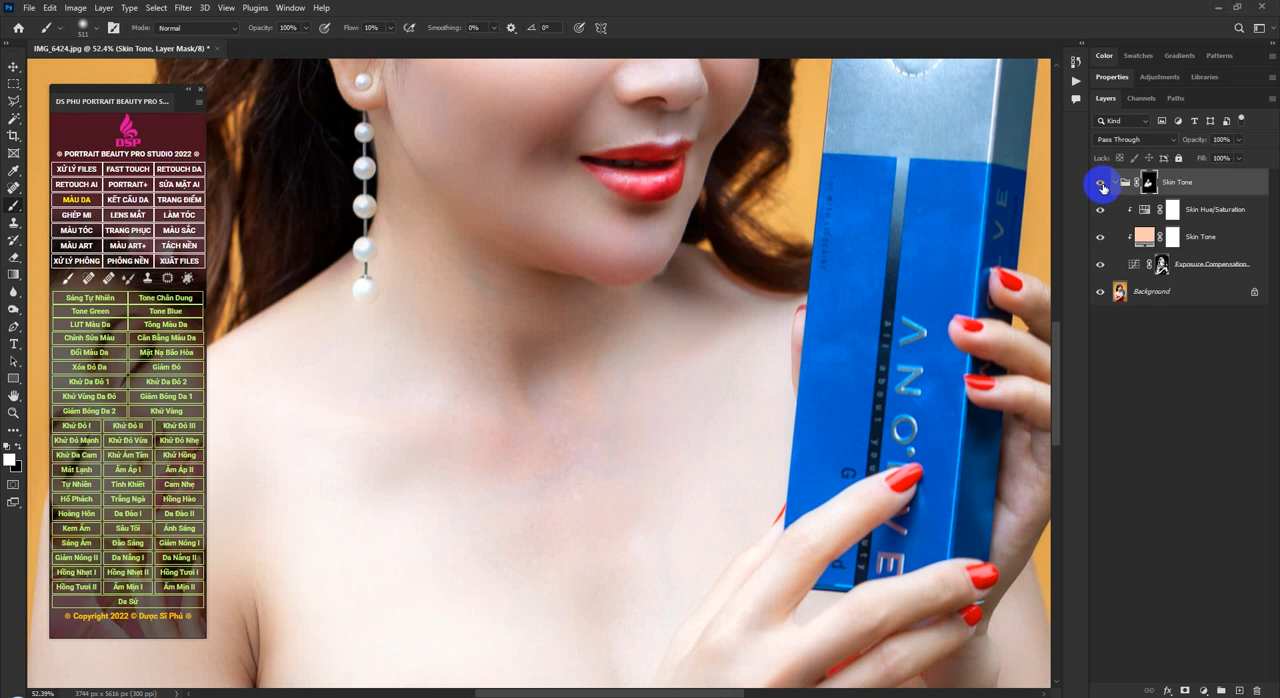 File Edit Image Layer Type Select Filter 3D View Plugins Window Help
Mode: Normal Opacity: 100% Flow: 10% Smoothing: 0% 0°
511
IMG_6424.jpg @ 52.4% (Skin Tone, Layer Mask/8) *
DS PHU PORTRAIT BEAUTY PRO S...
DSP
❊ PORTRAIT BEAUTY PRO STUDIO 2022 ❊
XỬ LÝ FILES FAST TOUCH RETOUCH DA
RETOUCH AI PORTRAIT+ SỬA MẶT AI
MÀU DA KẾT CẤU DA TRANG ĐIỂM
GHÉP MI LENS MẮT LÀM TÓC
MÀU TÓC TRANG PHỤC MÀU SẮC
MÀU ART MÀU ART+ TÁCH NỀN
XỬ LÝ PHÔNG PHÔNG NỀN XUẤT FILES
Sáng Tự Nhiên Tone Chân Dung
Tone Green Tone Blue
LUT Màu Da Tông Màu Da
Chỉnh Sửa Màu Cân Bằng Màu Da
Đổi Màu Da Mặt Nạ Bão Hòa
Xóa Đỏ Da Giảm Đỏ
Khử Da Đỏ 1 Khử Da Đỏ 2
Khử Vùng Da Đỏ Giảm Bóng Da 1
Giảm Bóng Da 2 Khử Vàng
Khử Đỏ I Khử Đỏ II Khử Đỏ III
Khử Đỏ Mạnh Khử Đỏ Vừa Khử Đỏ Nhẹ
Khử Da Cam Khử Ám Tím Khử Hồng
Mát Lạnh Ấm Áp I Ấm Áp II
Tự Nhiên Tinh Khiết Cam Nhẹ
Hổ Phách Trắng Ngà Hồng Hào
Hoàng Hôn Da Đào I Da Đào II
Kem Ấm Sâu Tối Ánh Sáng
Sáng Ấm Đào Sáng Giảm Nóng I
Giảm Nóng II Da Nắng I Da Nắng II
Hồng Nhạt I Hồng Nhạt II Hồng Tươi I
Hồng Tươi II Âm Mịn I Âm Mịn II
Da Sứ
❊ Copyright 2022 © Dược Sĩ Phú ❊
all about you
Color Swatches Gradients Patterns
Properties Adjustments Libraries
Layers Channels Paths
Kind
Pass Through Opacity: 100%
Lock: Fill: 100%
Skin Tone
Skin Hue/Saturation
Skin Tone
Exposure Compensation...
Background
52.39% 3744 px x 5616 px (300 ppi)